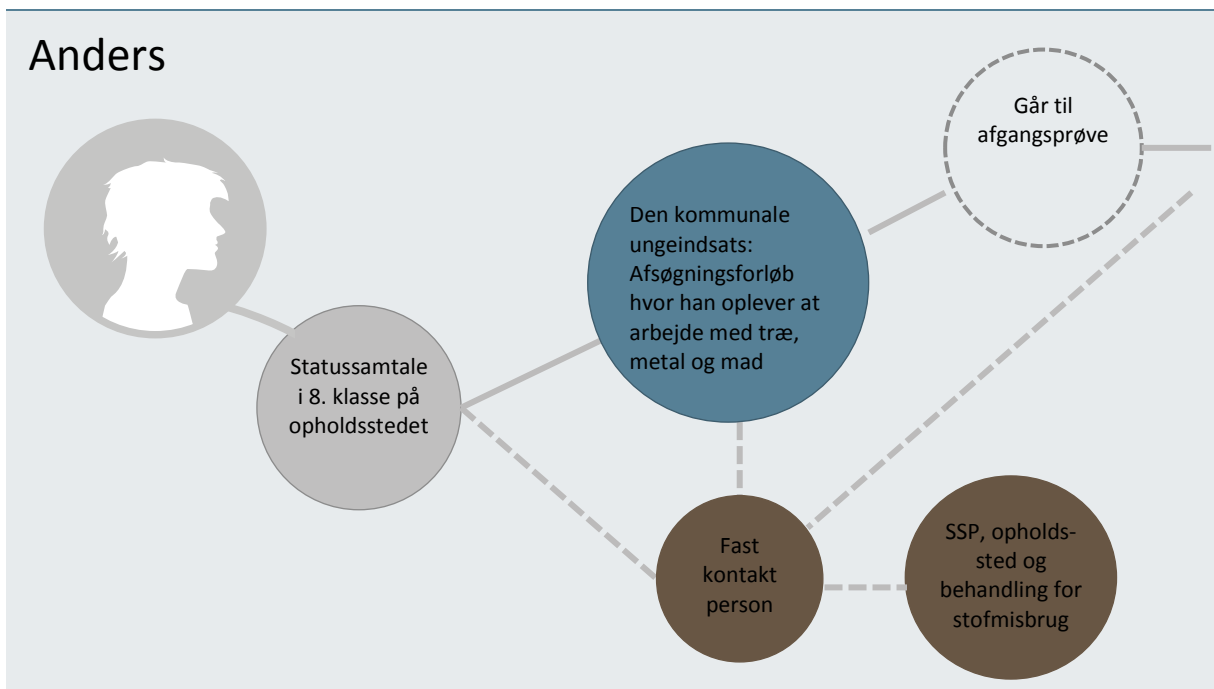 Anders
Statussamtale
i 8. klasse på
opholdsstedet
Den kommunale
ungeindsats:
Afsøgningsforløb
hvor han oplever at
arbejde med træ,
metal og mad
Går til
afgangsprøve
Fast
kontakt
person
SSP, opholds-
sted og
behandling for
stofmisbrug